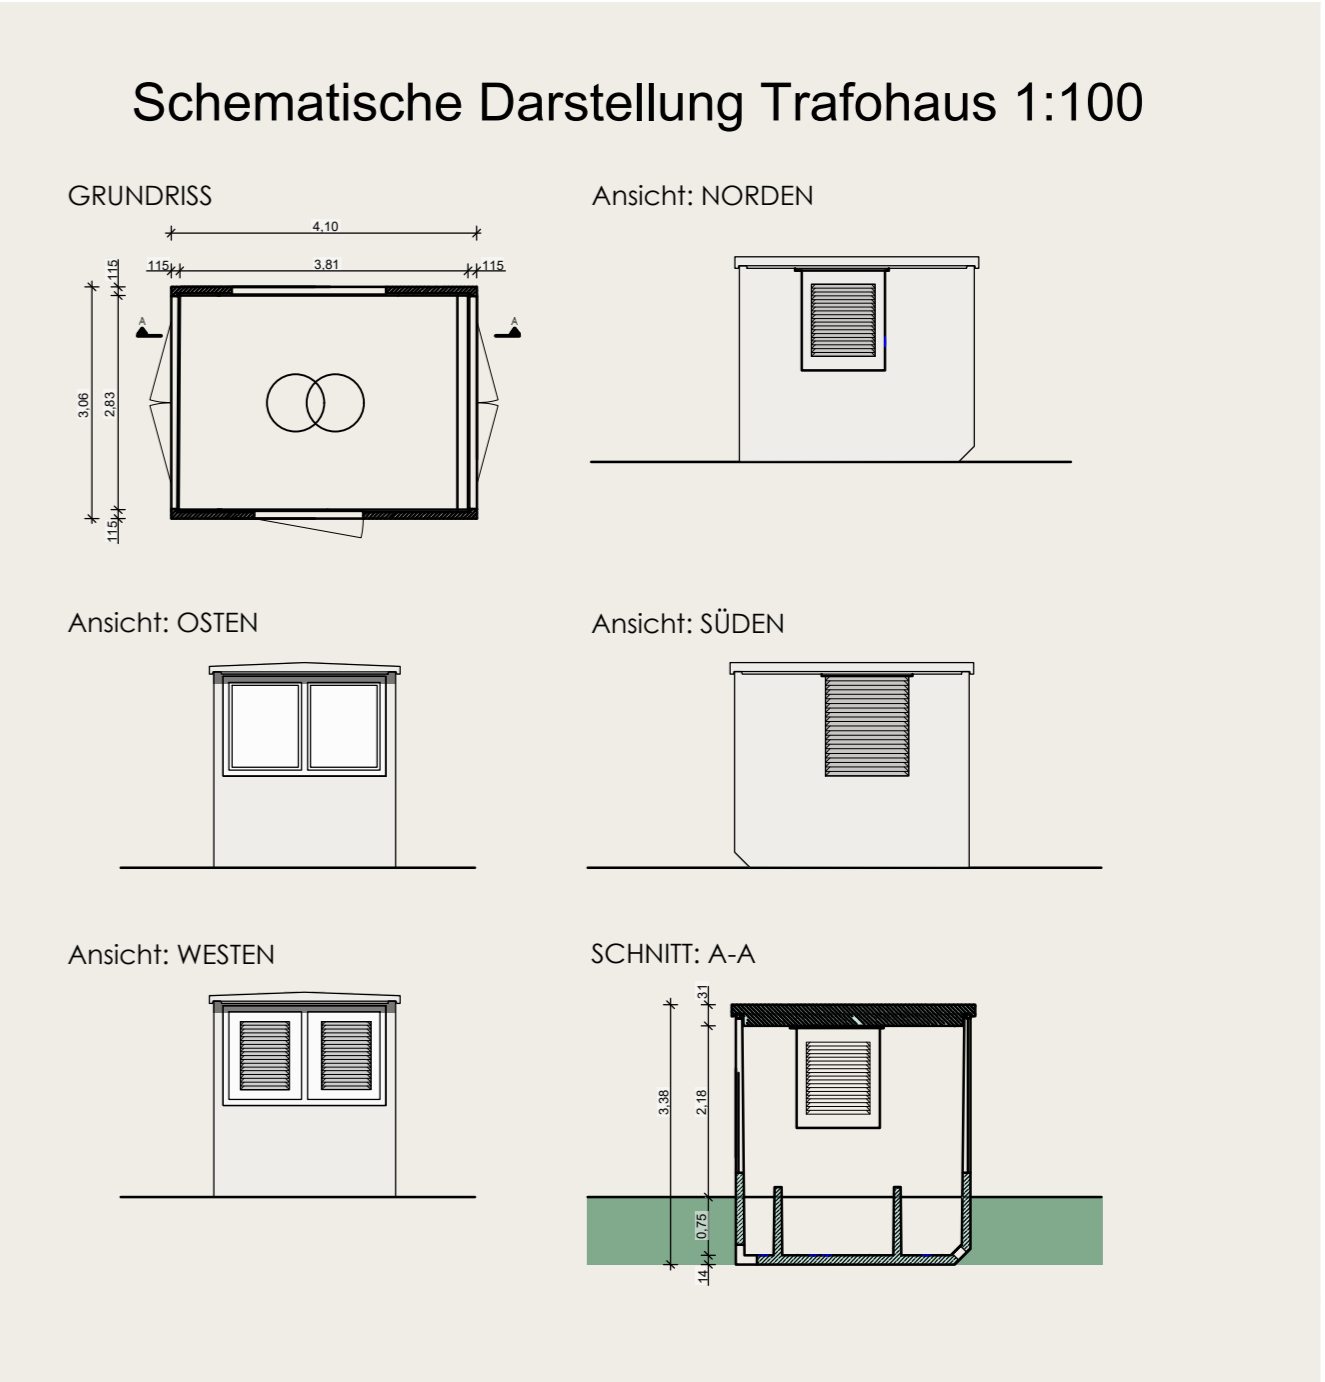 Schematische Darstellung Trafohaus 1:100
GRUNDRISS
4,10
115 3,81 115
115
3,06
2,83
115
A A
Ansicht: NORDEN
Ansicht: OSTEN
Ansicht: SÜDEN
Ansicht: WESTEN
SCHNITT: A-A
31
3,38
2,18
0,75
14